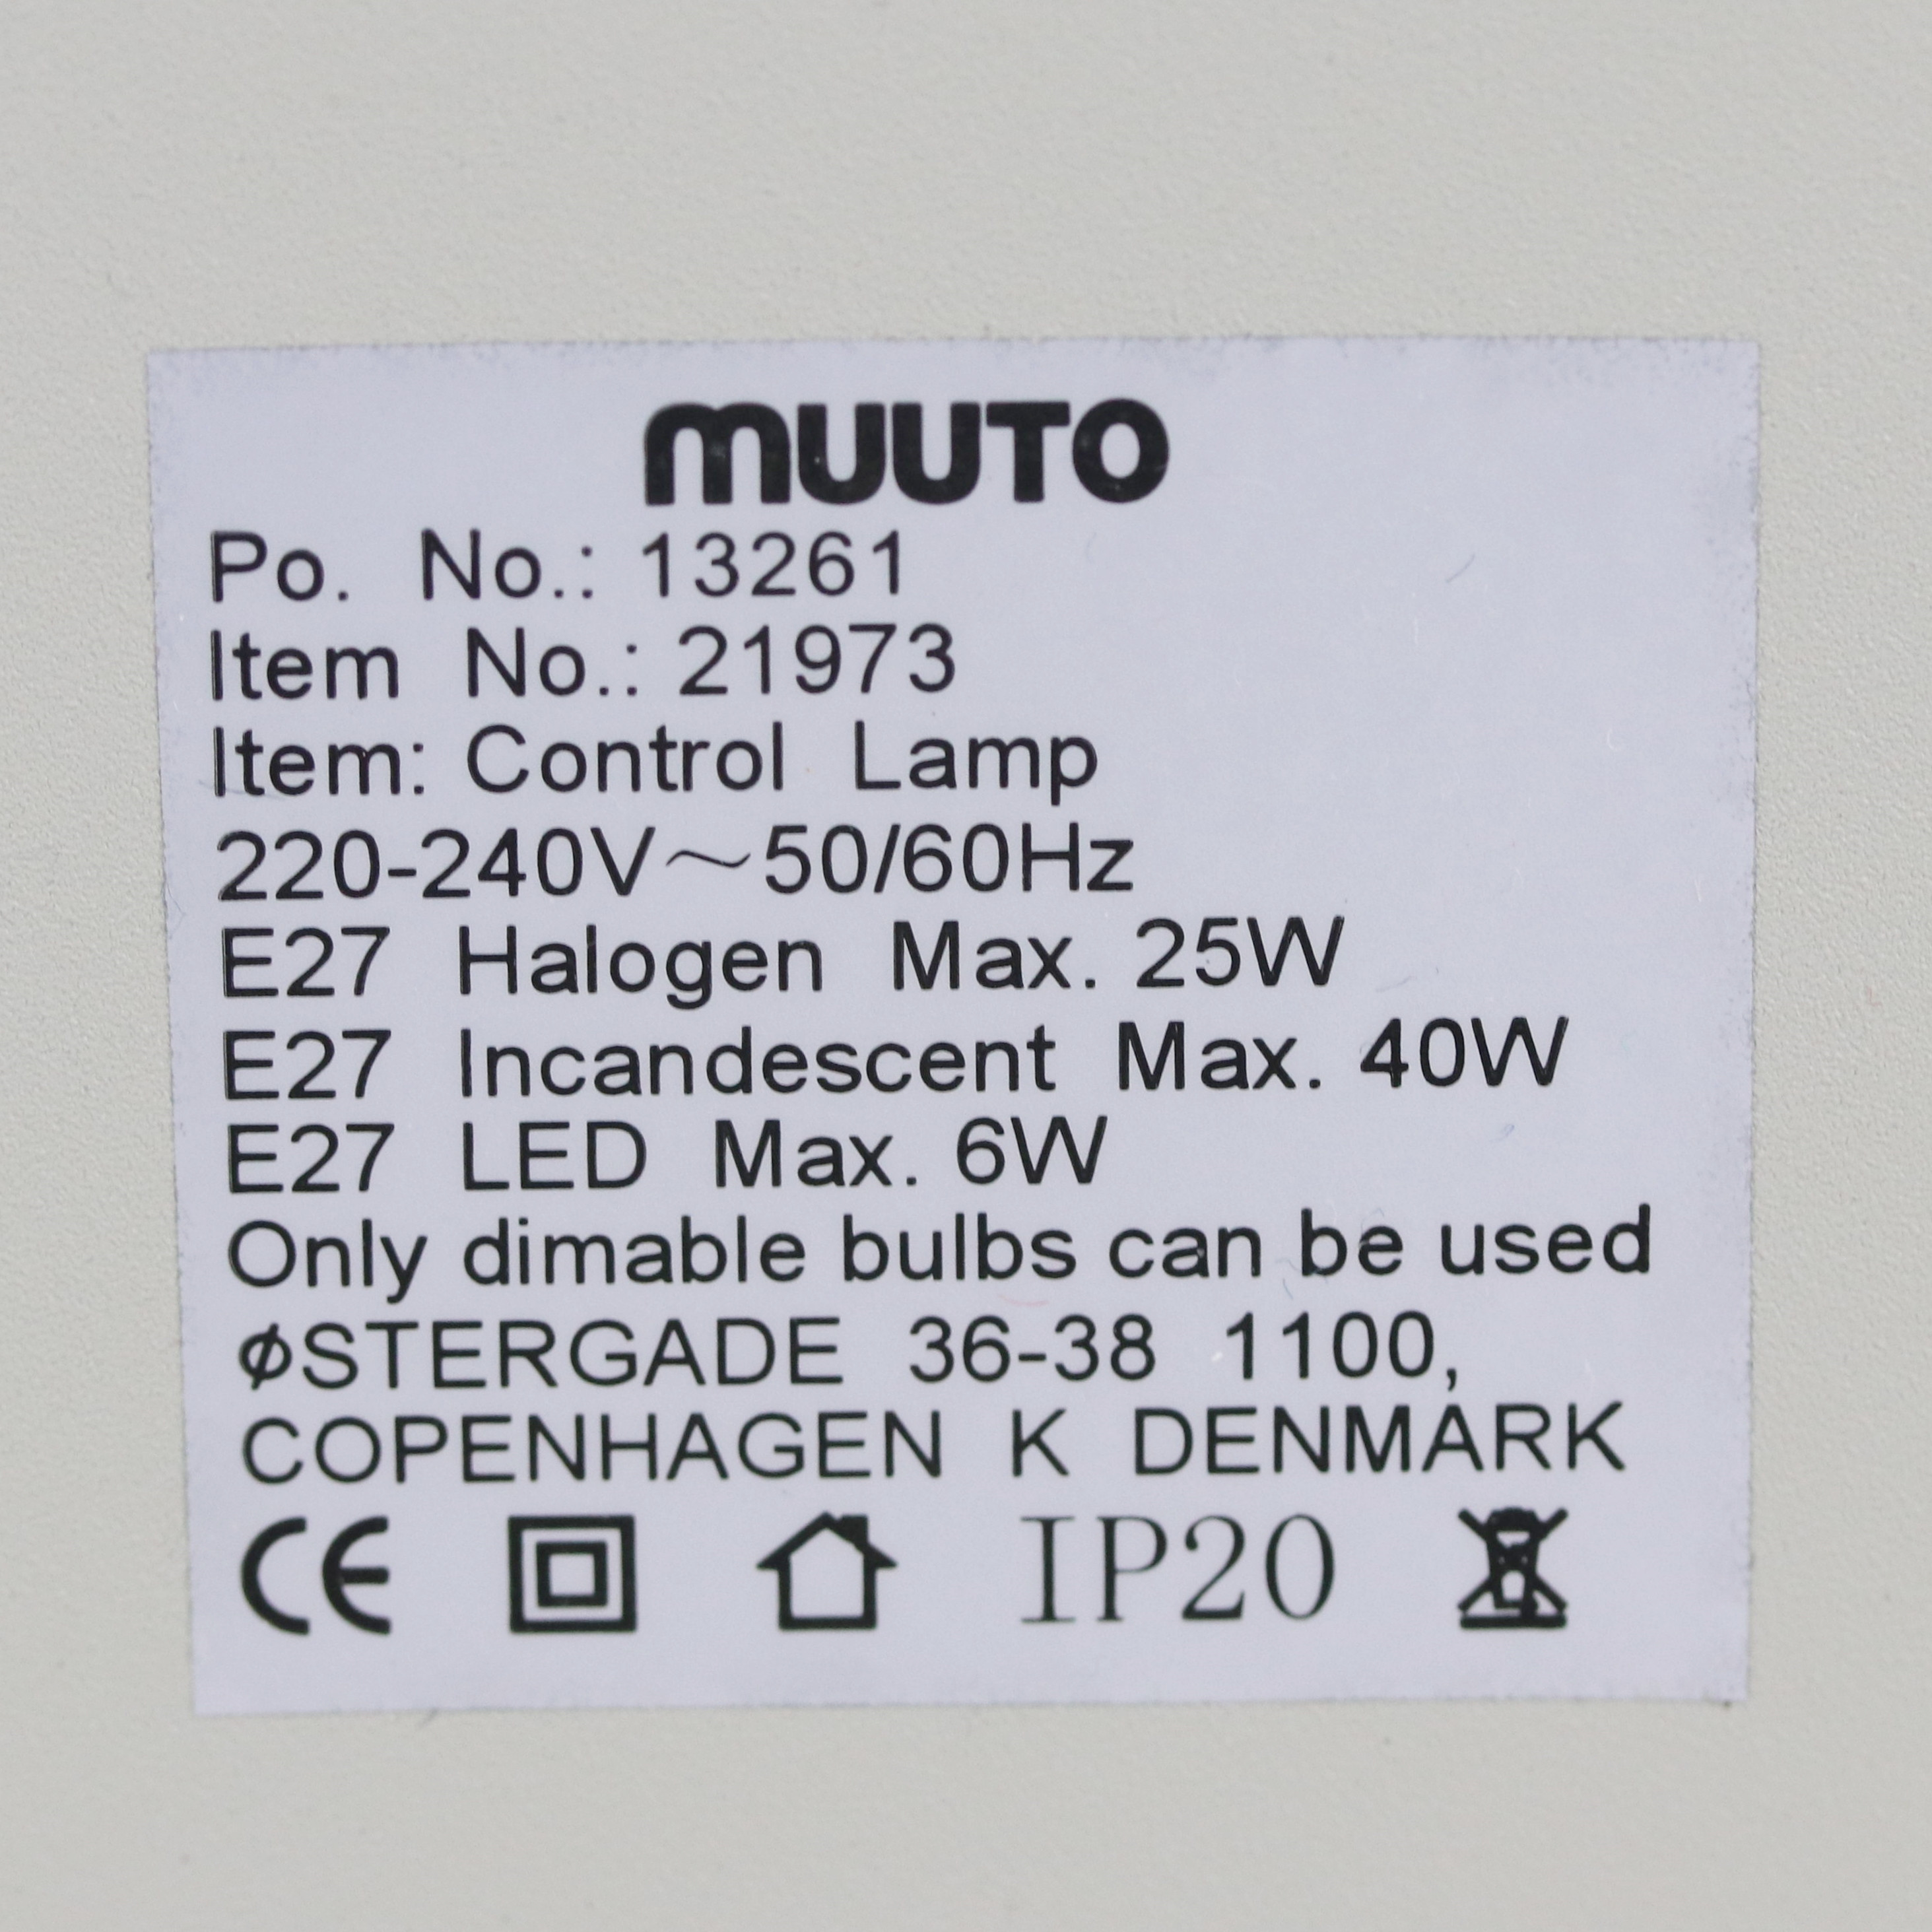 MUUTO
Po. No.: 13261
Item No.: 21973
Item: Control Lamp
220-240V～50/60Hz
E27 Halogen Max. 25W
E27 Incandescent Max. 40W
E27 LED Max. 6W
Only dimable bulbs can be used
ØSTERGADE 36-38 1100,
COPENHAGEN K DENMARK
CE IP20